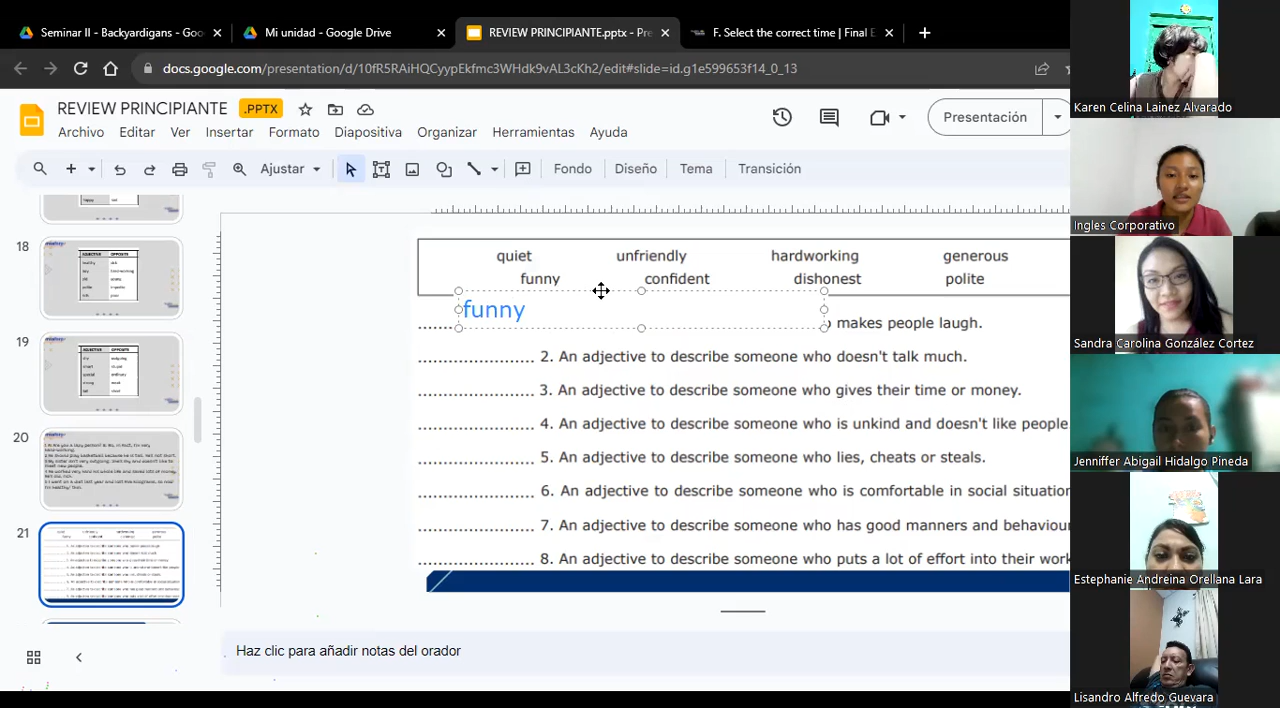 Seminar II - Backyardigans - Goo
Mi unidad - Google Drive
REVIEW PRINCIPIANTE.pptx - Pre
F. Select the correct time | Final E
docs.google.com/presentation/d/10fR5RAiHQCyyPckfmc3WHdk9vAL3cKh2/edit#slide=id.g1e599653f14_0_13
REVIEW PRINCIPIANTE .PPTX
Archivo Editar Ver Insertar Formato Diapositiva Organizar Herramientas Ayuda
Presentación
Ajustar Fondo Diseño Tema Transición
18
ADJECTIVE OPPOSITE
19
ADJECTIVE OPPOSITE
20
21
quiet unfriendly hardworking generous
funny confident dishonest polite
funny
makes people laugh.
2. An adjective to describe someone who doesn't talk much.
3. An adjective to describe someone who gives their time or money.
4. An adjective to describe someone who is unkind and doesn't like people
5. An adjective to describe someone who lies, cheats or steals.
6. An adjective to describe someone who is comfortable in social situation
7. An adjective to describe someone who has good manners and behaviour
8. An adjective to describe someone who puts a lot of effort into their work
Haz clic para añadir notas del orador
Karen Celina Lainez Alvarado
Ingles Corporativo
Sandra Carolina González Cortez
Jenniffer Abigail Hidalgo Pineda
Estephanie Andreina Orellana Lara
Lisandro Alfredo Guevara